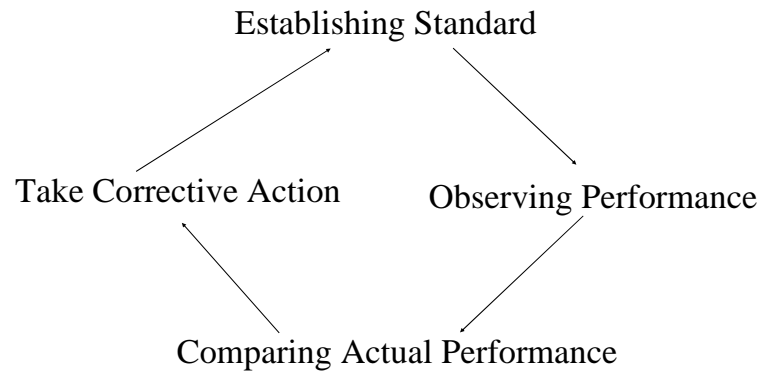 Establishing Standard
Take Corrective Action
Observing Performance
Comparing Actual Performance